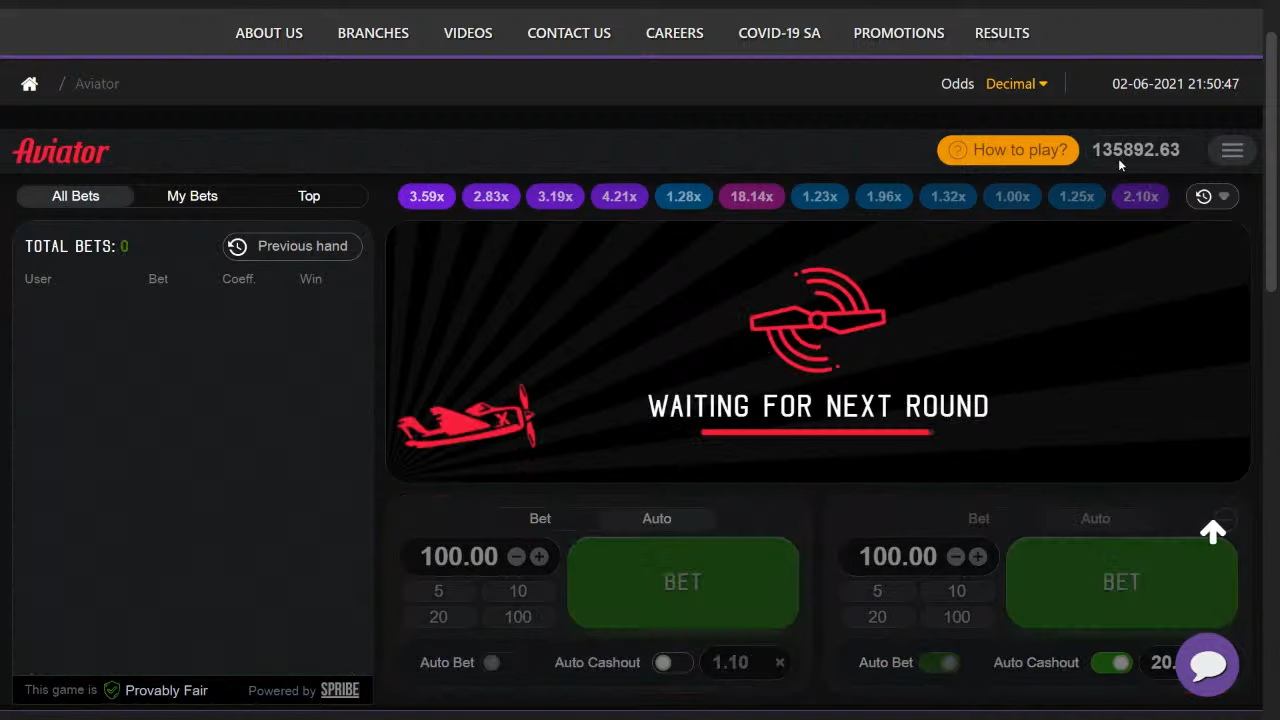 ABOUT US BRANCHES VIDEOS CONTACT US CAREERS COVID-19 SA PROMOTIONS RESULTS
/ Aviator Odds Decimal 02-06-2021 21:50:47
Aviator ? How to play? 135892.63
All Bets My Bets Top 3.59x 2.83x 3.19x 4.21x 1.28x 18.14x 1.23x 1.96x 1.32x 1.00x 1.25x 2.10x
TOTAL BETS: 0 Previous hand
User Bet Coeff. Win
X
WAITING FOR NEXT ROUND
Bet Auto Bet Auto
100.00 BET 100.00 BET
5 10 5 10
20 100 20 100
Auto Bet Auto Cashout 1.10 × Auto Bet Auto Cashout 20.
This game is Provably Fair Powered by SPRIBE